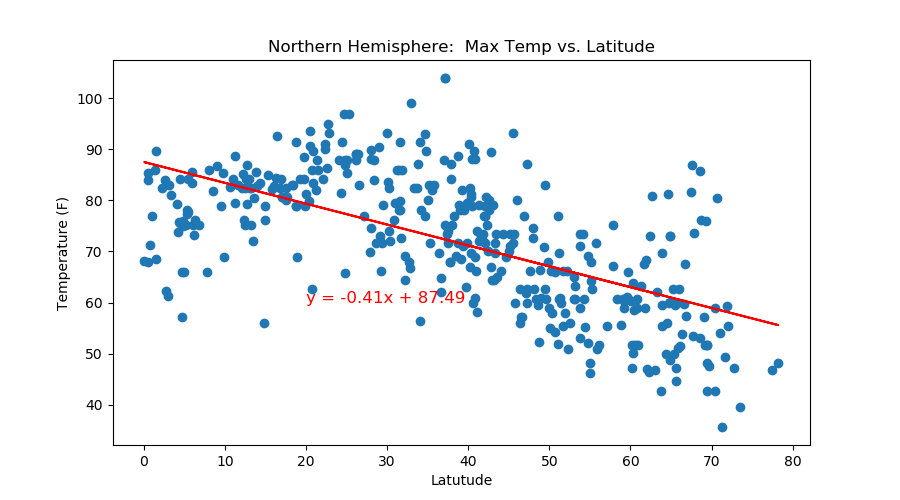 Northern Hemisphere:  Max Temp vs. Latitude
Temperature (F)
100
90
80
70
60
50
40
y = -0.41x + 87.49
0 10 20 30 40 50 60 70 80
Latutude